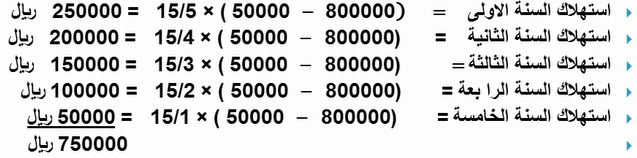 استهلاك السنة الاولى = (800000 – 50000 ) × 15/5 = 250000 ريال
استهلاك السنة الثانية = (800000 – 50000 ) × 15/4 = 200000 ريال
استهلاك السنة الثالثة = (800000 – 50000 ) × 15/3 = 150000 ريال
استهلاك السنة الرابعة = (800000 – 50000 ) × 15/2 = 100000 ريال
استهلاك السنة الخامسة = (800000 – 50000 ) × 15/1 = 50000 ريال
750000 ريال